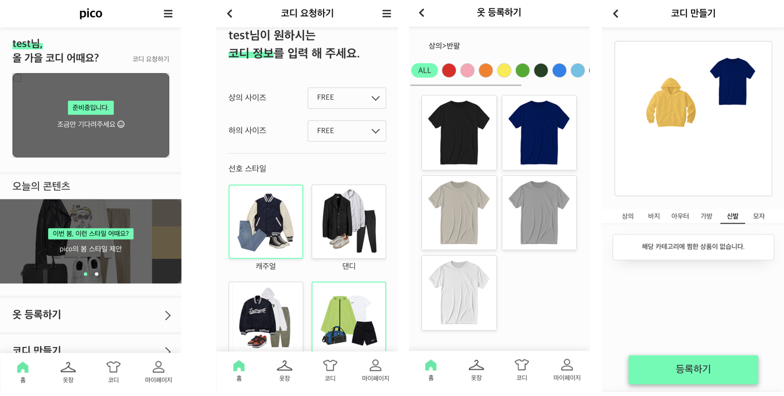 pico
test님,
올 가을 코디 어때요?
코디 요청하기
준비중입니다.
조금만 기다려주세요
오늘의 콘텐츠
이번 봄, 이런 스타일 어때요?
pico의 봄 스타일 제안
옷 등록하기
코디 만들기
홈
옷장
코디
마이페이지
코디 요청하기
test님이 원하시는
코디 정보를 입력 해 주세요.
상의 사이즈
FREE
하의 사이즈
FREE
선호 스타일
캐주얼
댄디
홈
옷장
코디
마이페이지
옷 등록하기
상의>반팔
ALL
홈
옷장
코디
마이페이지
코디 만들기
상의
바지
아우터
가방
신발
모자
해당 카테고리에 찜한 상품이 없습니다.
등록하기